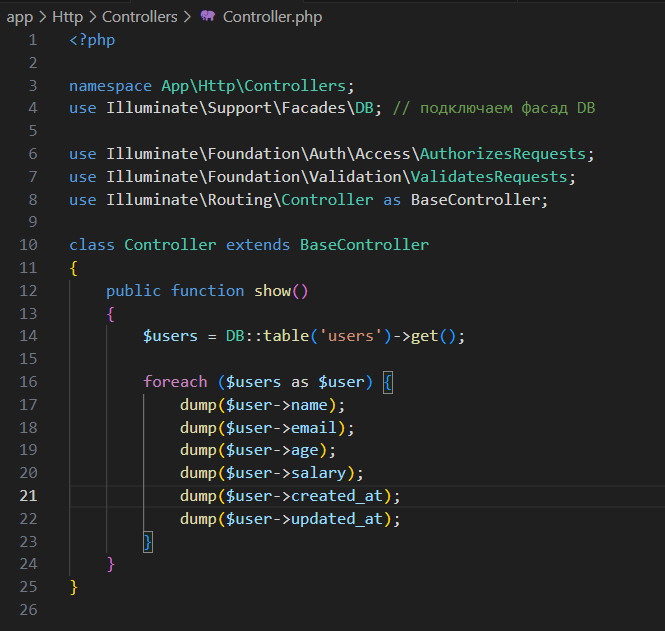 app > Http > Controllers > Controller.php
1 <?php
2
3 namespace App\Http\Controllers;
4 use Illuminate\Support\Facades\DB; // подключаем фасад DB
5
6 use Illuminate\Foundation\Auth\Access\AuthorizesRequests;
7 use Illuminate\Foundation\Validation\ValidatesRequests;
8 use Illuminate\Routing\Controller as BaseController;
9
10 class Controller extends BaseController
11 {
12     public function show()
13     {
14         $users = DB::table('users')->get();
15
16         foreach ($users as $user) {
17             dump($user->name);
18             dump($user->email);
19             dump($user->age);
20             dump($user->salary);
21             dump($user->created_at);
22             dump($user->updated_at);
23         }
24     }
25 }
26